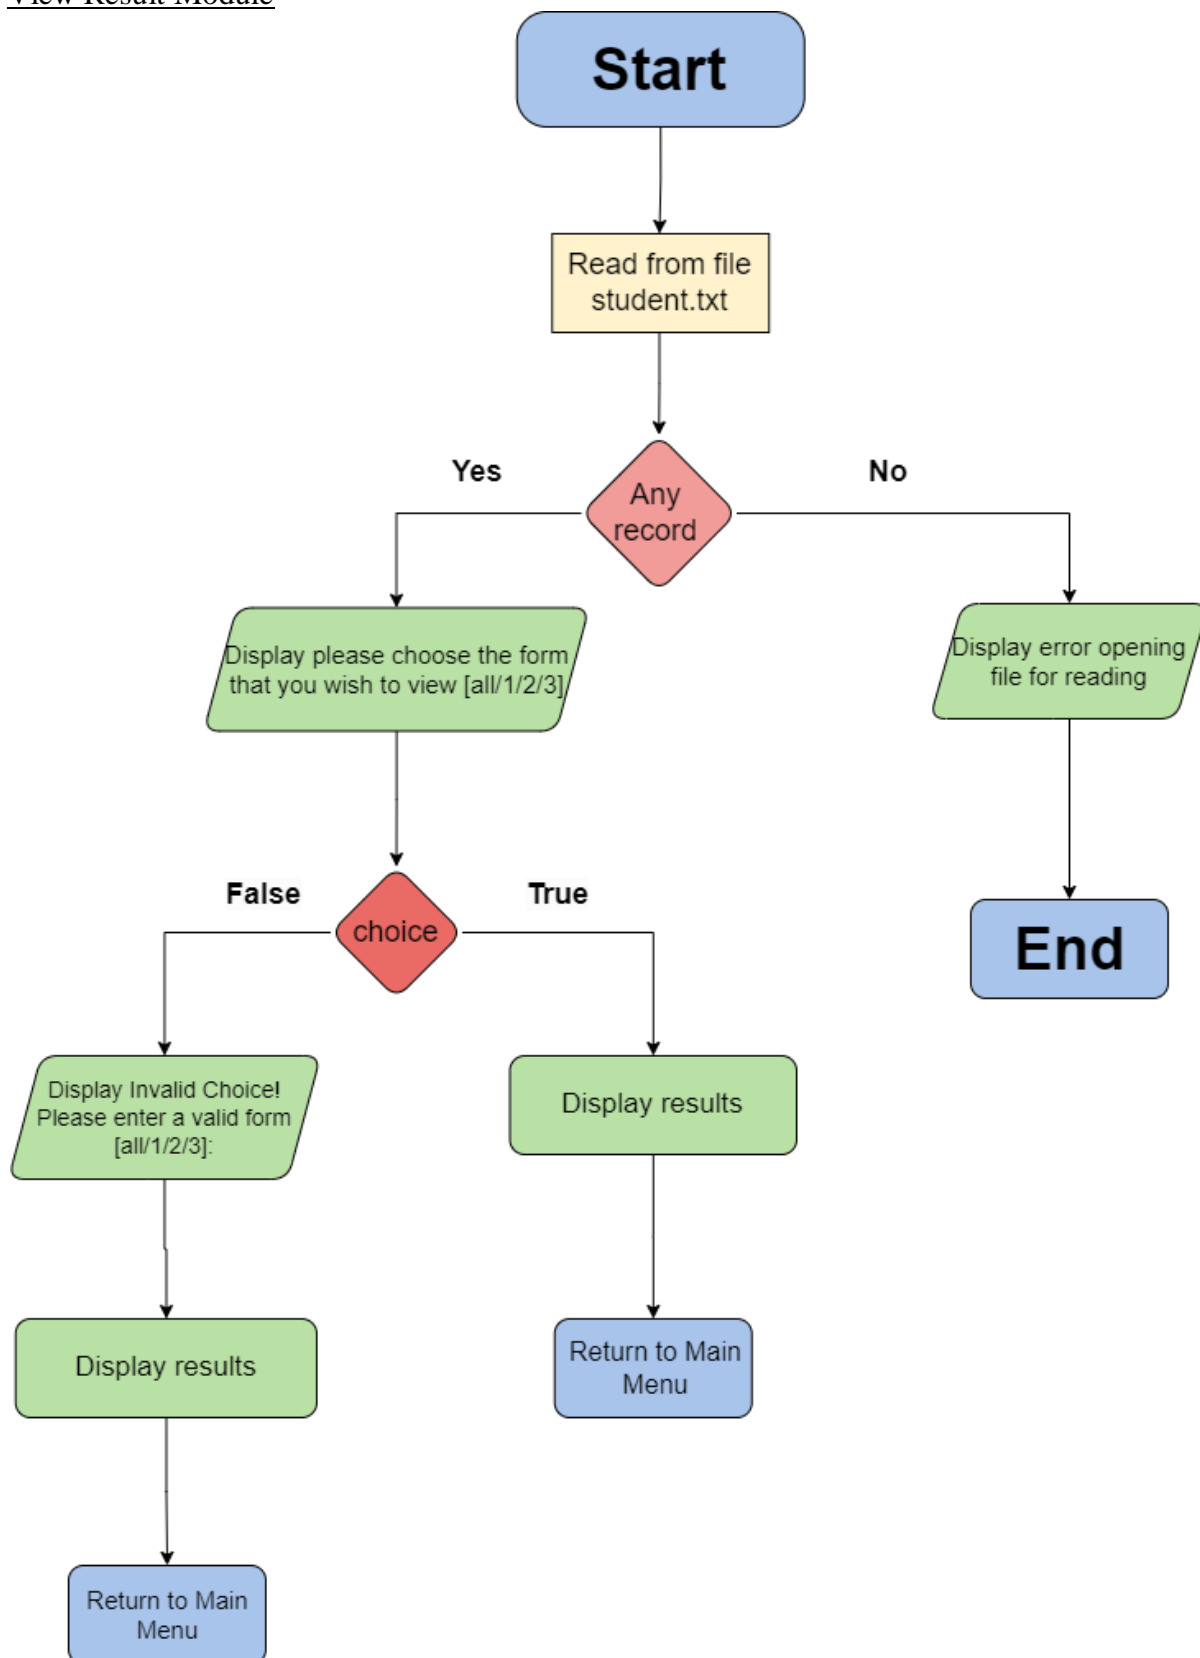 View Result Module
Start
Read from file
student.txt
Any
record
Yes
No
Display please choose the form
that you wish to view [all/1/2/3]
Display error opening
file for reading
False
True
choice
End
Display Invalid Choice!
Please enter a valid form
[all/1/2/3]:
Display results
Display results
Return to Main
Menu
Return to Main
Menu